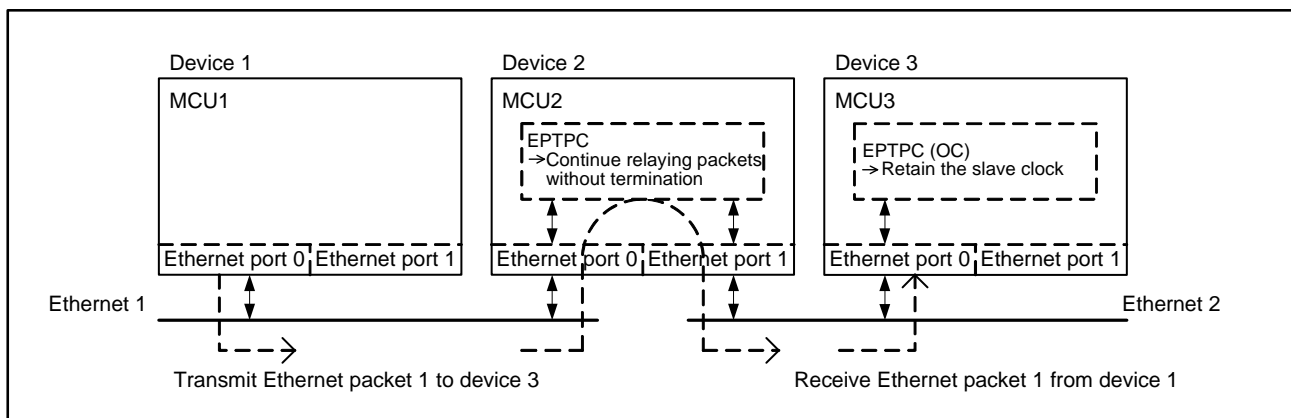 Device 1
Device 2
Device 3
MCU1
MCU2
MCU3
EPTPC
→Continue relaying packets
without termination
EPTPC (OC)
→ Retain the slave clock
Ethernet port 0
Ethernet port 1
Ethernet port 0
Ethernet port 1
Ethernet port 0
Ethernet port 1
Ethernet 1
Ethernet 2
Transmit Ethernet packet 1 to device 3
Receive Ethernet packet 1 from device 1